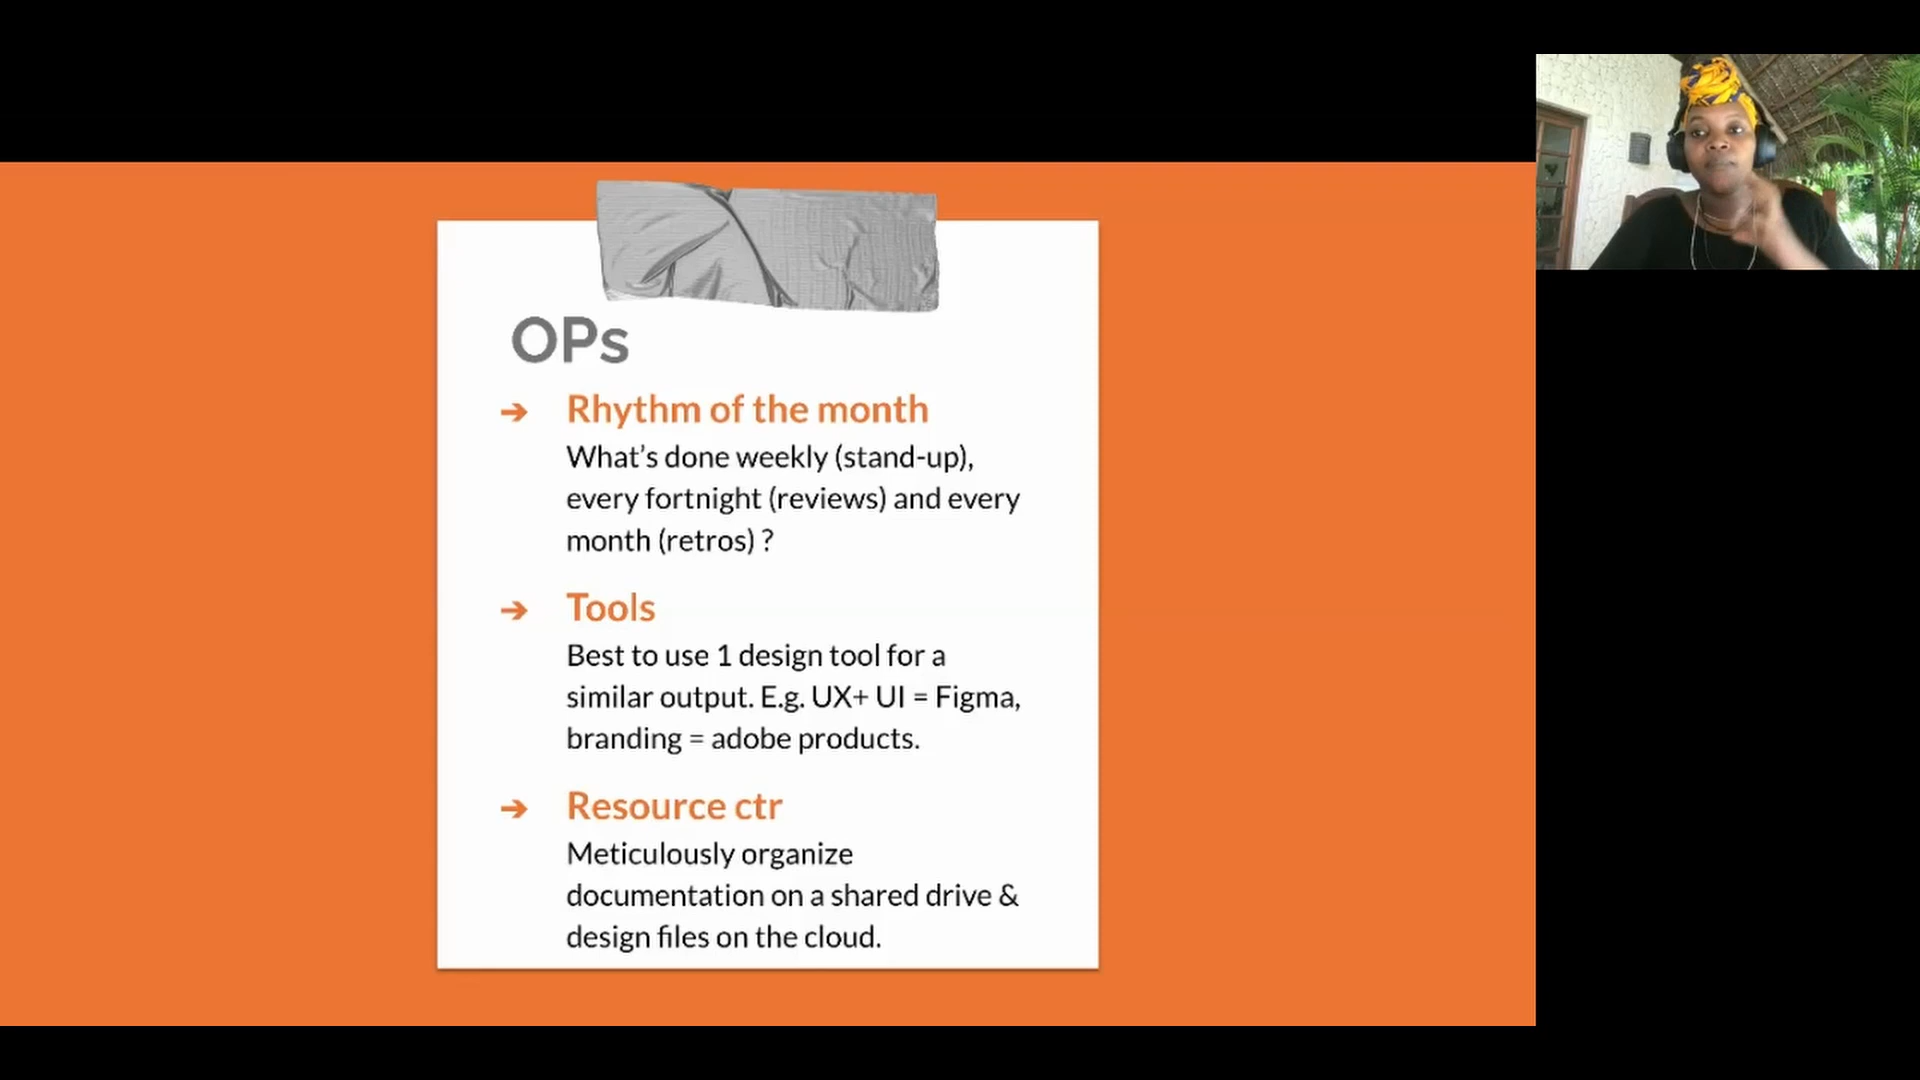 OPs
➔ Rhythm of the month
What’s done weekly (stand-up),
every fortnight (reviews) and every
month (retros) ?
➔ Tools
Best to use 1 design tool for a
similar output. E.g. UX+ UI = Figma,
branding = adobe products.
➔ Resource ctr
Meticulously organize
documentation on a shared drive &
design files on the cloud.